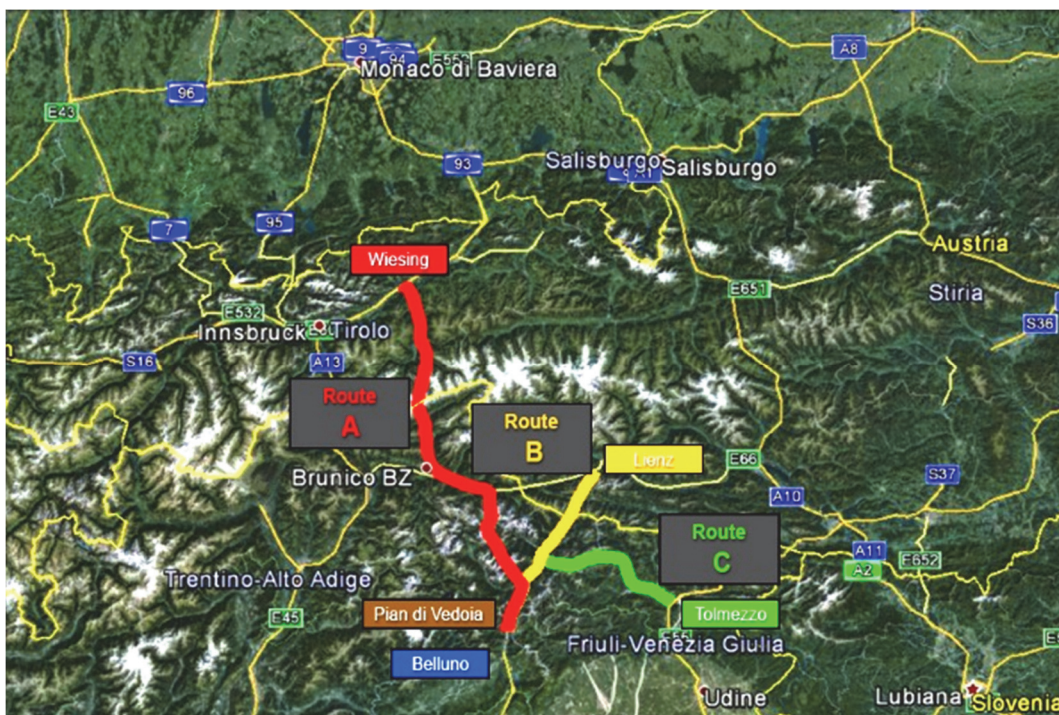 9
94
E552
Monaco di Baviera
A8
96
E43
93
Salisburgo
Salisburgo
7
95
Austria
Wiesing
E651
Stiria
E532
Innsbruck
Tirolo
S36
S16
A13
Route
A
Route
B
Lienz
E66
Brunico BZ
S37
A10
Route
C
A11
E652
A2
Trentino-Alto Adige
Pian di Vedoia
Tolmezzo
E45
Friuli-Venezia Giulia
Belluno
Udine
Lubiana
Slovenia